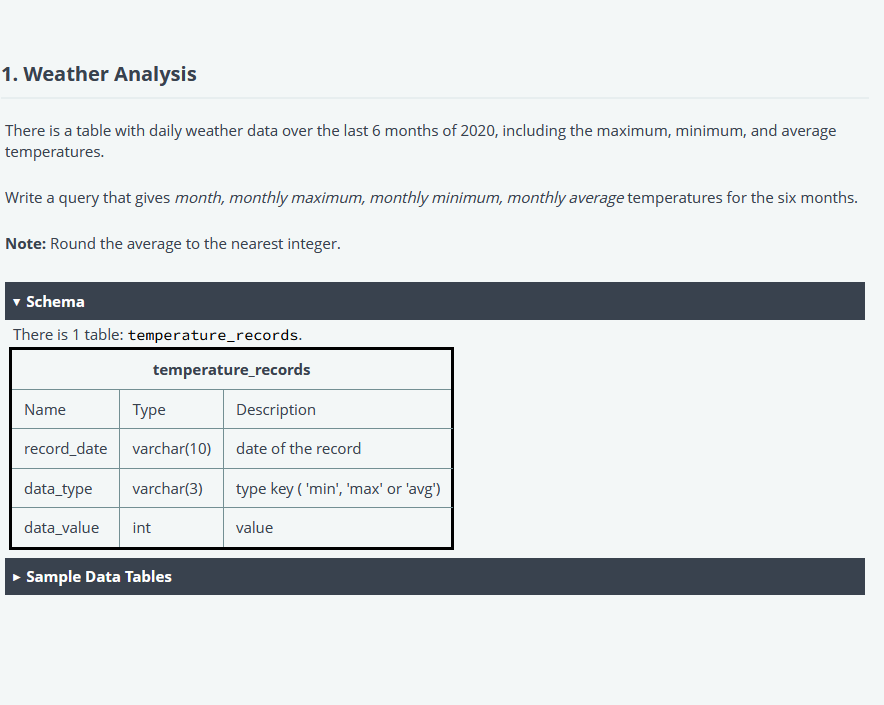 1. Weather Analysis
There is a table with daily weather data over the last 6 months of 2020, including the maximum, minimum, and average
temperatures.
Write a query that gives month, monthly maximum, monthly minimum, monthly average temperatures for the six months.
Note: Round the average to the nearest integer.
▾ Schema
There is 1 table: temperature_records.
temperature_records
Name Type Description
record_date varchar(10) date of the record
data_type varchar(3) type key ( 'min', 'max' or 'avg')
data_value int value
▸ Sample Data Tables